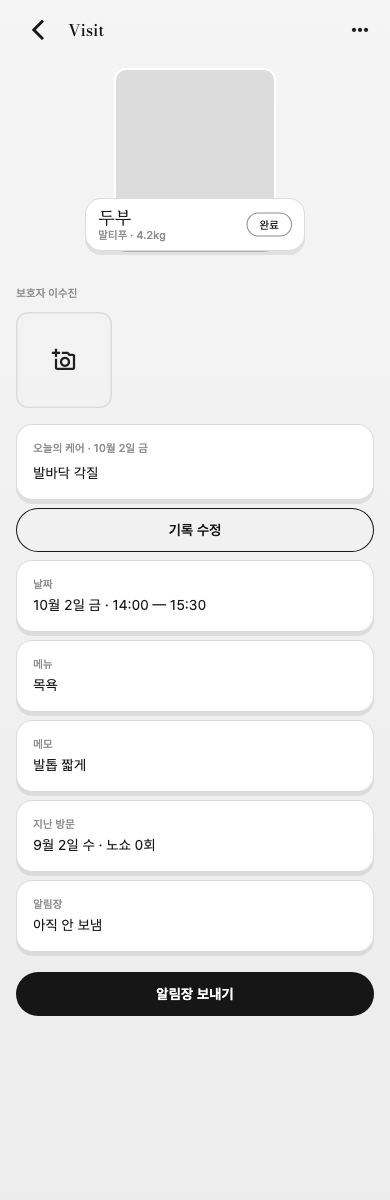 Visit
두부
말티푸 · 4.2kg
완료
보호자 이수진
오늘의 케어 · 10월 2일 금
발바닥 각질
기록 수정
날짜
10월 2일 금 · 14:00 — 15:30
메뉴
목욕
메모
발톱 짧게
지난 방문
9월 2일 수 · 노쇼 0회
알림장
아직 안 보냄
알림장 보내기